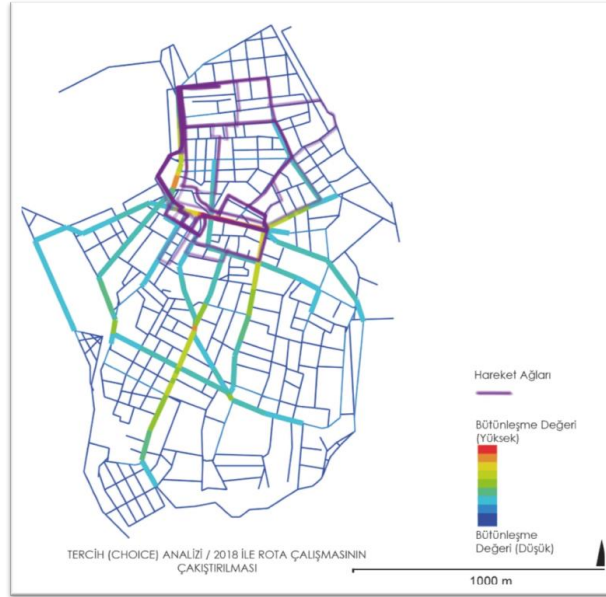 Hareket Ağları
Bütünleşme Değeri
(Yüksek)
Bütünleşme
Değeri (Düşük)
TERCİH (CHOICE) ANALİZİ / 2018 İLE ROTA ÇALIŞMASININ
ÇAKIŞTIRILMASI
1000 m